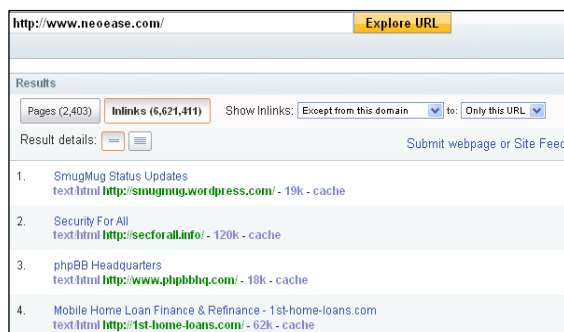 http://www.neoease.com/ Explore URL
Results
Pages (2,403) Inlinks (6,621,411) Show Inlinks: Except from this domain to: Only this URL
Result details: Submit webpage or Site Feed
1. SmugMug Status Updates
text/html http://smugmug.wordpress.com/ - 19k - cache
2. Security For All
text/html http://secforall.info/ - 120k - cache
3. phpBB Headquarters
text/html http://www.phpbbhq.com/ - 18k - cache
4. Mobile Home Loan Finance & Refinance - 1st-home-loans.com
text/html http://1st-home-loans.com/ - 62k - cache